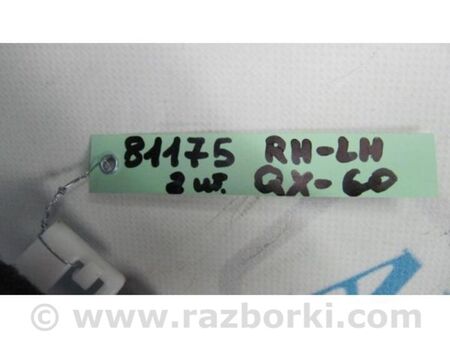 81175 RH-LH
2 шт. QX-60
© www.razborki.com